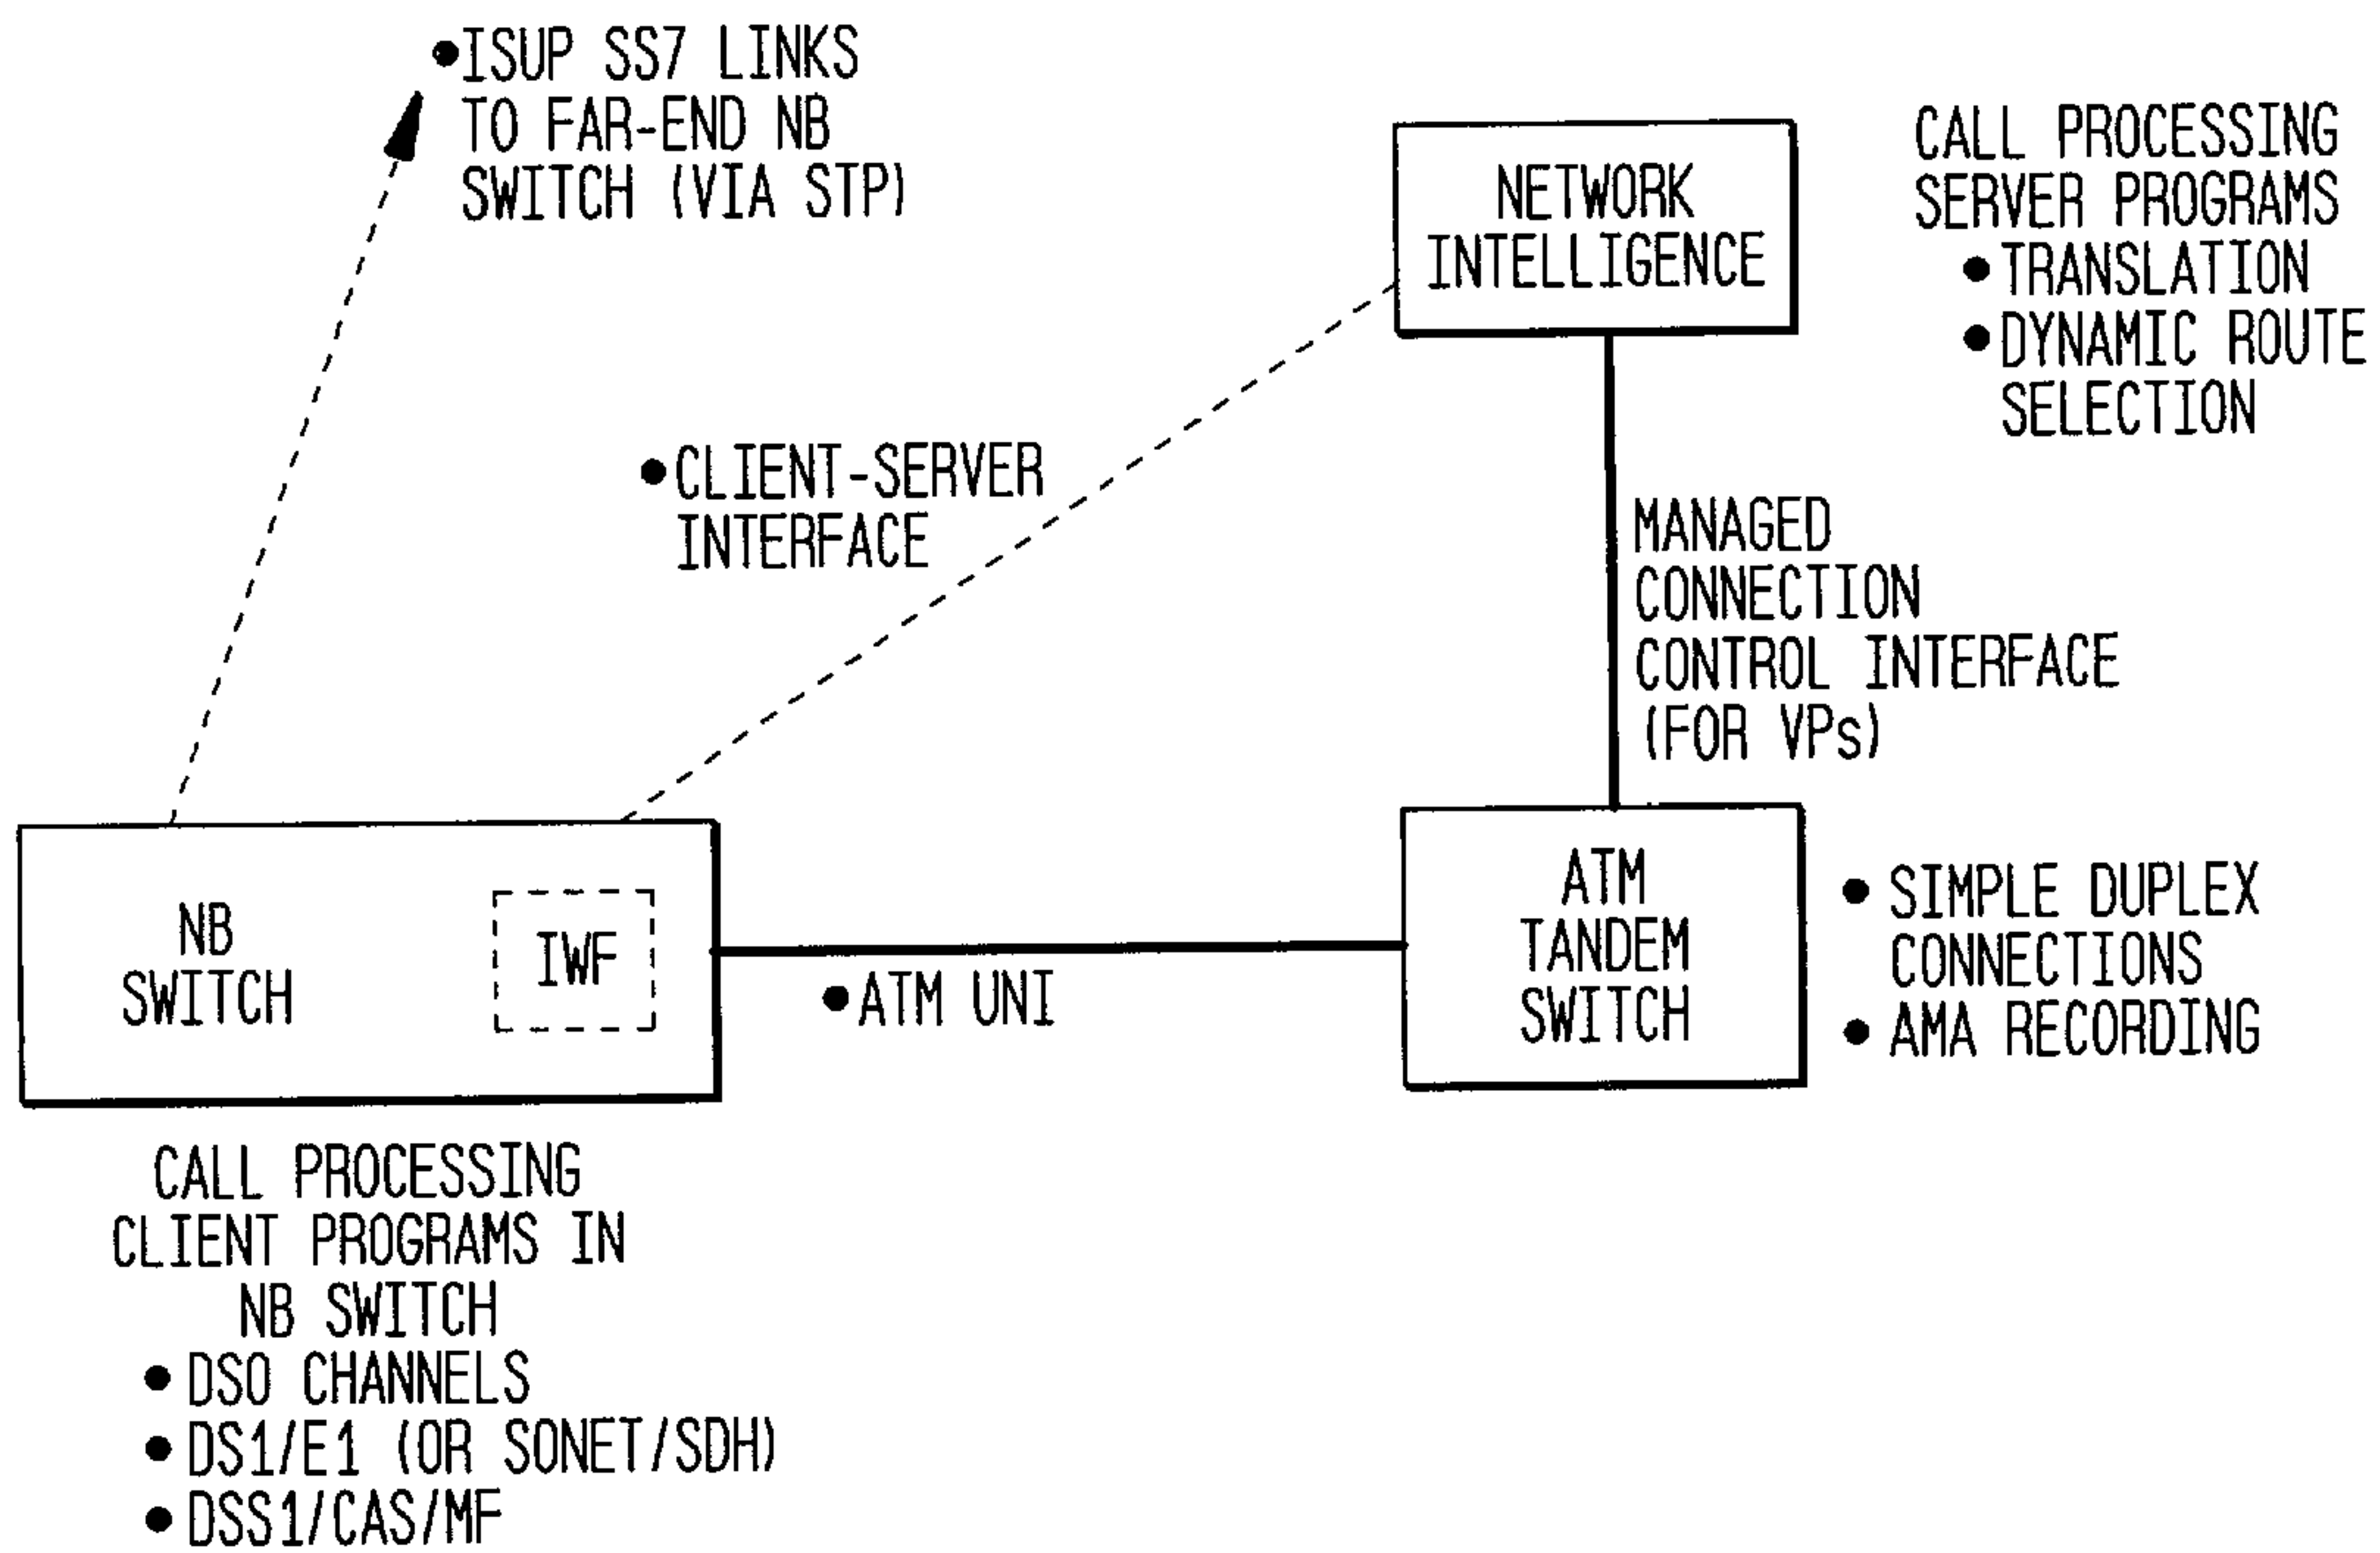 ● ISUP SS7 LINKS
TO FAR-END NB
SWITCH (VIA STP)
NETWORK
INTELLIGENCE
CALL PROCESSING
SERVER PROGRAMS
● TRANSLATION
● DYNAMIC ROUTE
SELECTION
● CLIENT-SERVER
INTERFACE
MANAGED
CONNECTION
CONTROL INTERFACE
(FOR VPs)
NB
SWITCH
IWF
● ATM UNI
ATM
TANDEM
SWITCH
● SIMPLE DUPLEX
CONNECTIONS
● AMA RECORDING
CALL PROCESSING
CLIENT PROGRAMS IN
NB SWITCH
● DS0 CHANNELS
● DS1/E1 (OR SONET/SDH)
● DSS1/CAS/MF